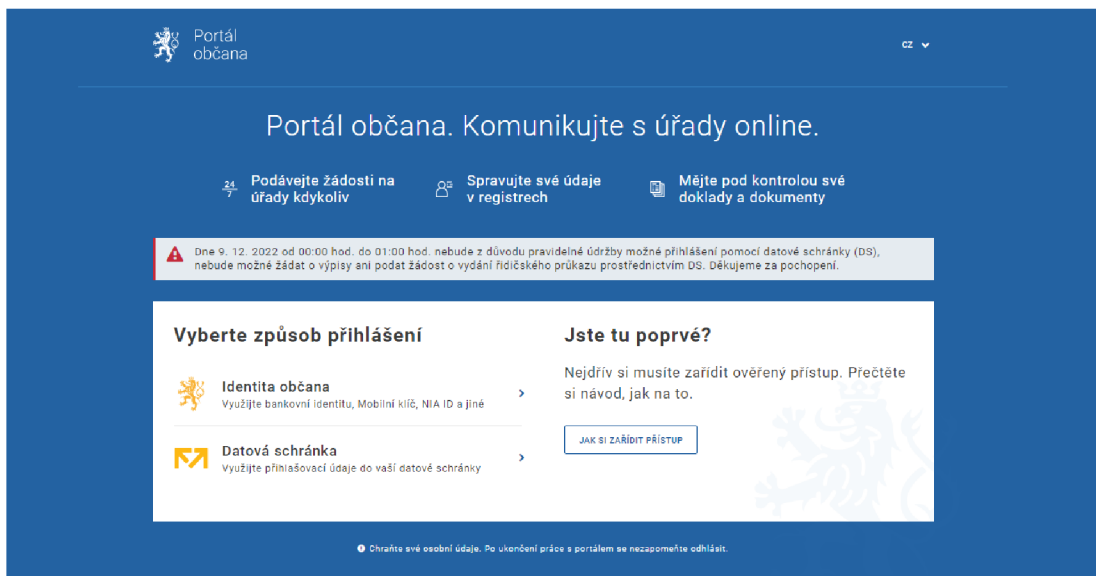 Portál
občana
CZ
Portál občana. Komunikujte s úřady online.
24
7
Podávejte žádosti na
úřady kdykoliv
Spravujte své údaje
v registrech
Mějte pod kontrolou své
doklady a dokumenty
Dne 9. 12. 2022 od 00:00 hod. do 01:00 hod. nebude z důvodu pravidelné údržby možné přihlášení pomocí datové schránky (DS),
nebude možné žádat o výpisy ani podat žádost o vydání řidičského průkazu prostřednictvím DS. Děkujeme za pochopení.
Vyberte způsob přihlášení
Identita občana
Využijte bankovní identitu, Mobilní klíč, NIA ID a jiné
Datová schránka
Využijte přihlašovací údaje do vaší datové schránky
Jste tu poprvé?
Nejdřív si musíte zařídit ověřený přístup. Přečtěte
si návod, jak na to.
JAK SI ZAŘÍDIT PŘÍSTUP
Chraňte své osobní údaje. Po ukončení práce s portálem se nezapomeňte odhlásit.